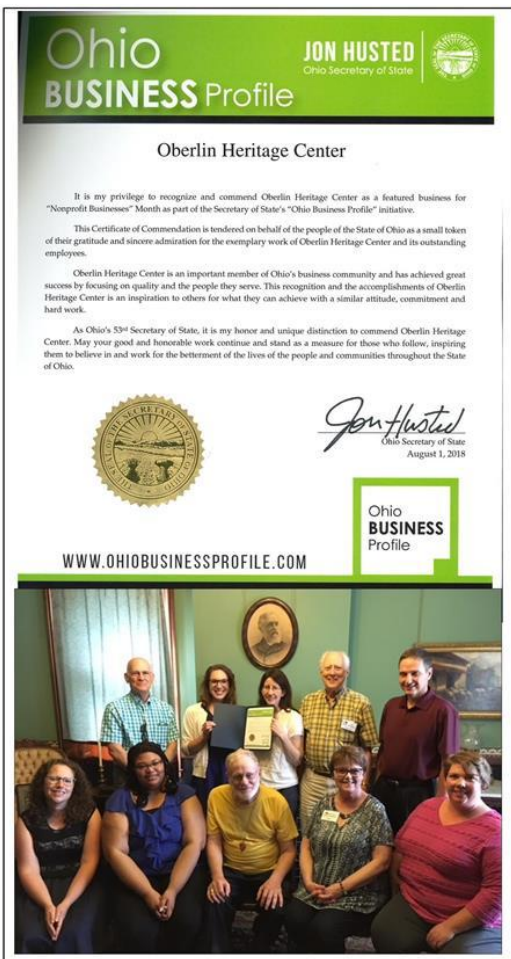 Ohio
BUSINESS Profile
JON HUSTED
Ohio Secretary of State
Oberlin Heritage Center
It is my privilege to recognize and commend Oberlin Heritage Center as a featured business for
"Nonprofit Businesses" Month as part of the Secretary of State's "Ohio Business Profile" initiative.
This Certificate of Commendation is tendered on behalf of the people of the State of Ohio as a small token
of their gratitude and sincere admiration for the exemplary work of Oberlin Heritage Center and its outstanding
employees.
Oberlin Heritage Center is an important member of Ohio's business community and has achieved great
success by focusing on quality and the people they serve. This recognition and the accomplishments of Oberlin
Heritage Center is an inspiration to others for what they can achieve with a similar attitude, commitment and
hard work.
As Ohio's 53rd Secretary of State, it is my honor and unique distinction to commend Oberlin Heritage
Center. May your good and honorable work continue and stand as a measure for those who follow, inspiring
them to believe in and work for the betterment of the lives of the people and communities throughout the State
of Ohio.
THE SEAL OF THE SECRETARY OF STATE OF OHIO
Jon Husted
Ohio Secretary of State
August 1, 2018
Ohio
BUSINESS
Profile
WWW.OHIOBUSINESSPROFILE.COM